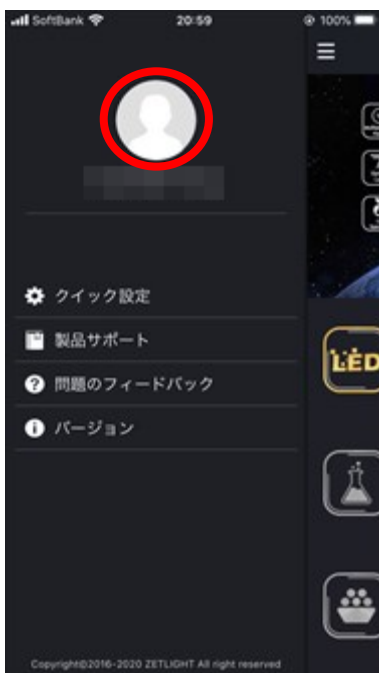 SoftBank 20:59 100%
クイック設定
製品サポート
問題のフィードバック
バージョン
LED
Copyright©2016-2020 ZETLIGHT All right reserved